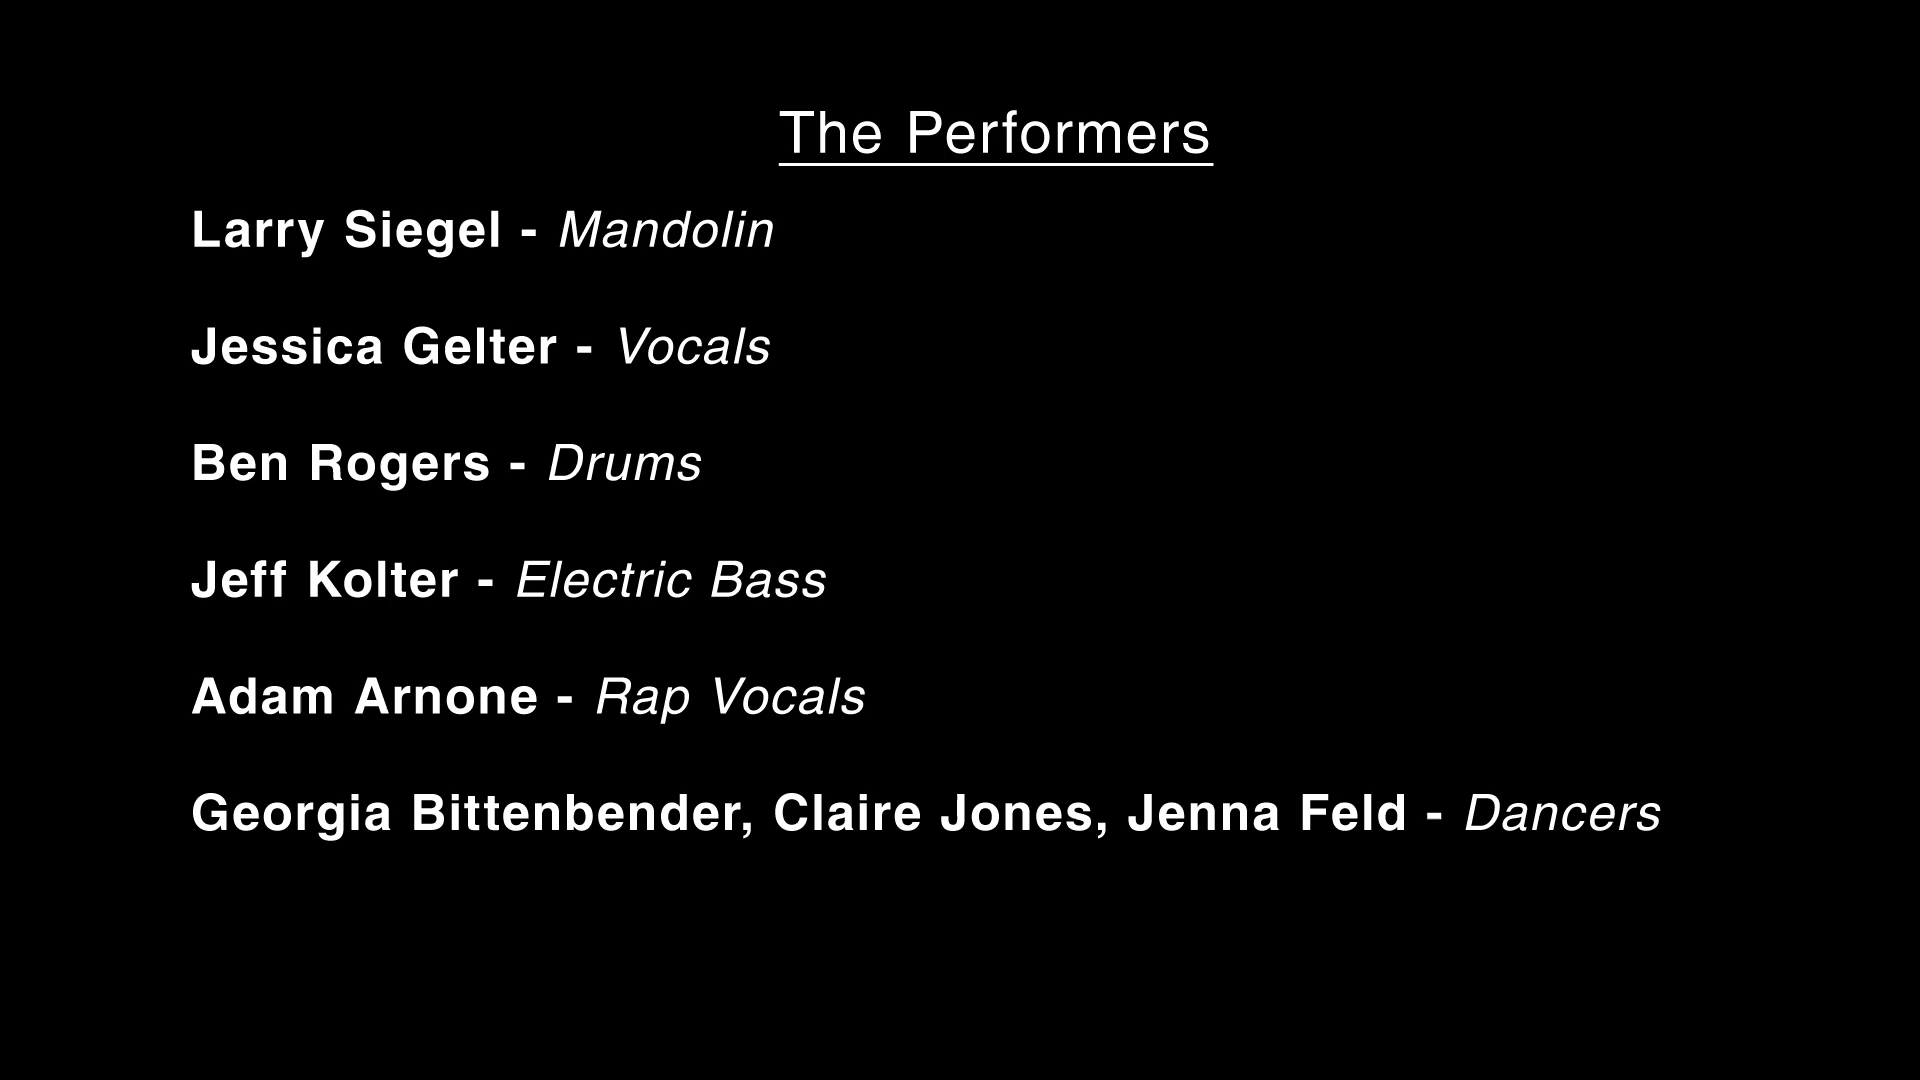 The Performers
Larry Siegel - Mandolin
Jessica Gelter - Vocals
Ben Rogers - Drums
Jeff Kolter - Electric Bass
Adam Arnone - Rap Vocals
Georgia Bittenbender, Claire Jones, Jenna Feld - Dancers